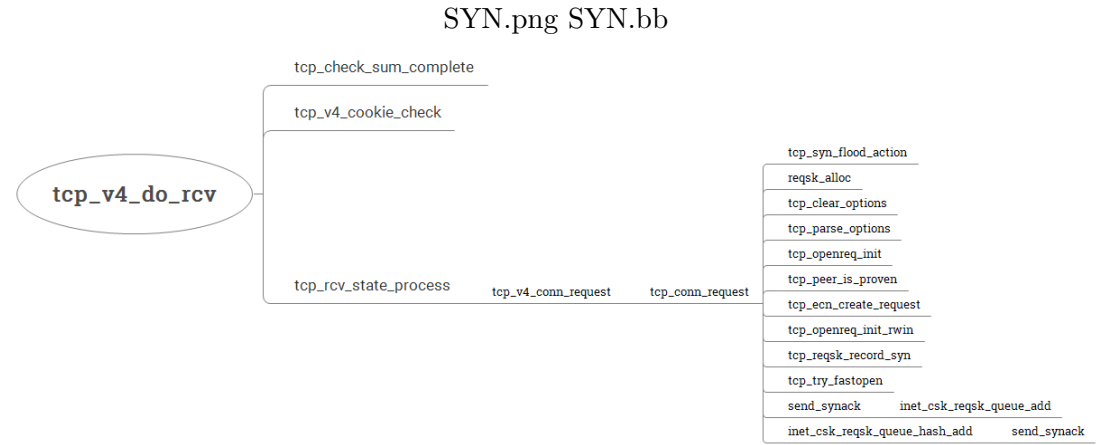 SYN.png SYN.bb
tcp_check_sum_complete
tcp_v4_cookie_check
tcp_v4_do_rcv
tcp_rcv_state_process
tcp_v4_conn_request
tcp_conn_request
tcp_syn_flood_action
reqsk_alloc
tcp_clear_options
tcp_parse_options
tcp_openreq_init
tcp_peer_is_proven
tcp_ecn_create_request
tcp_openreq_init_rwin
tcp_reqsk_record_syn
tcp_try_fastopen
send_synack inet_csk_reqsk_queue_add
inet_csk_reqsk_queue_hash_add send_synack